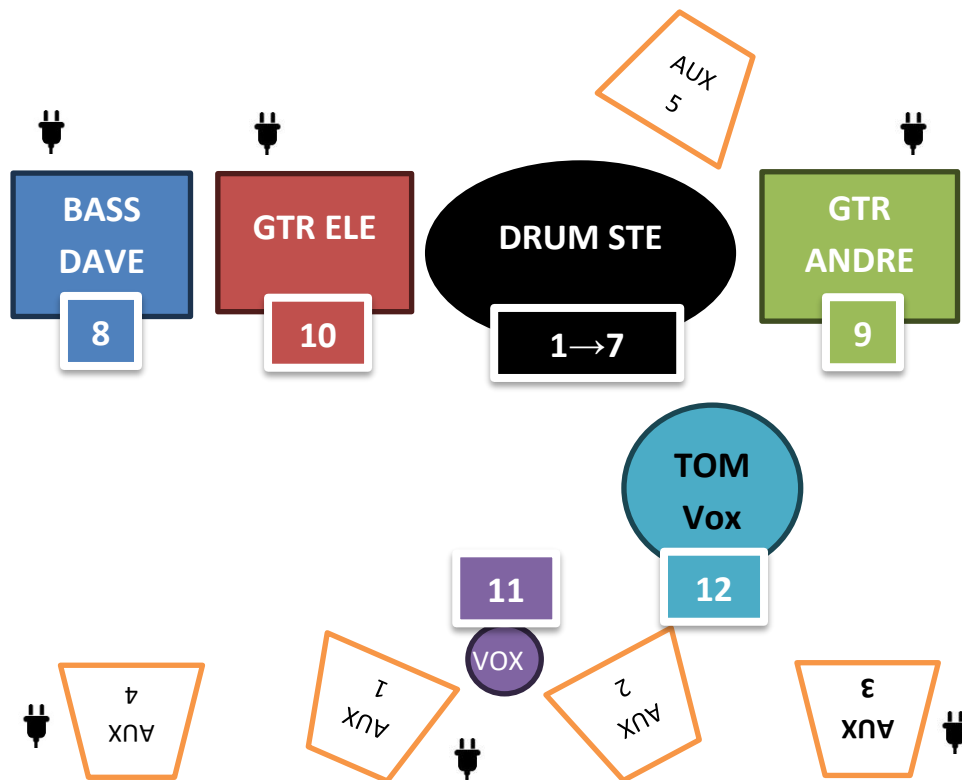 AUX
5
BASS
DAVE
GTR ELE
DRUM STE
GTR
ANDRE
8
10
1→7
9
TOM
Vox
11
12
VOX
AUX
4
AUX
1
AUX
2
AUX
3